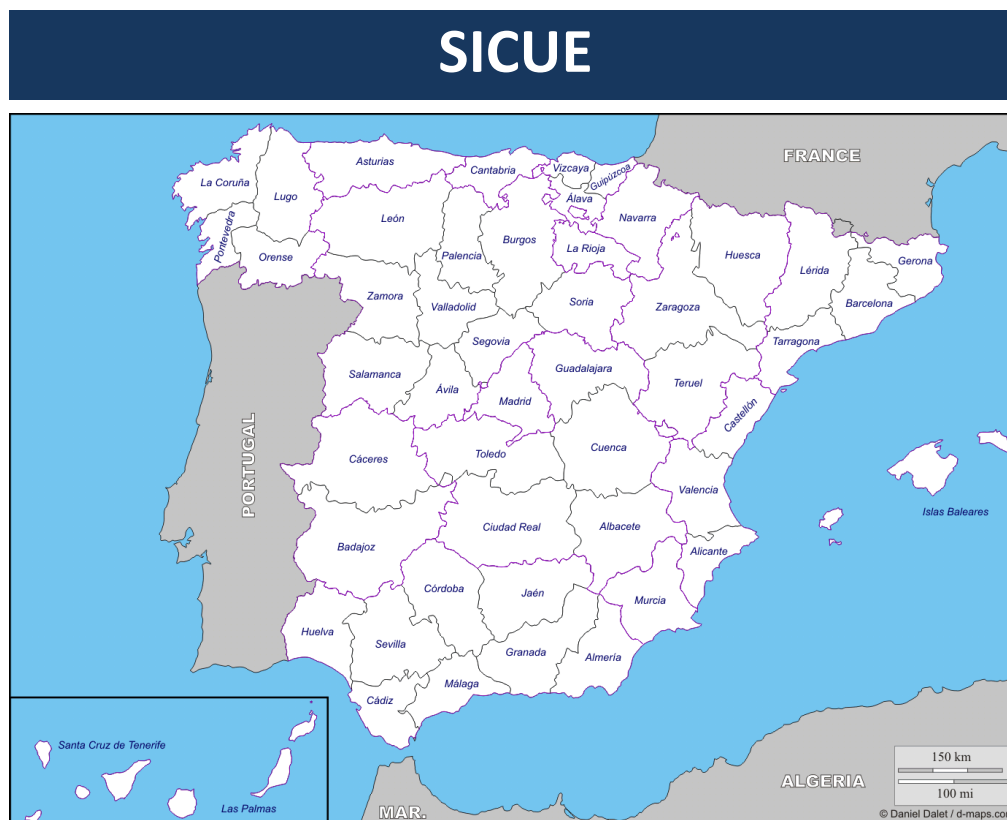 SICUE
FRANCE
Asturias
Cantabria
Vizcaya
Guipúzcoa
La Coruña
Lugo
Álava
León
Navarra
Pontevedra
Burgos
La Rioja
Orense
Palencia
Huesca
Lérida
Gerona
Zamora
Valladolid
Soria
Zaragoza
Barcelona
Segovia
Tarragona
Salamanca
Ávila
Guadalajara
Teruel
Madrid
Castellón
PORTUGAL
Cáceres
Toledo
Cuenca
Valencia
Islas Baleares
Badajoz
Ciudad Real
Albacete
Alicante
Córdoba
Jaén
Murcia
Huelva
Sevilla
Granada
Almería
Málaga
Cádiz
Santa Cruz de Tenerife
Las Palmas
MAR.
ALGERIA
150 km
100 mi
© Daniel Dalet / d-maps.co